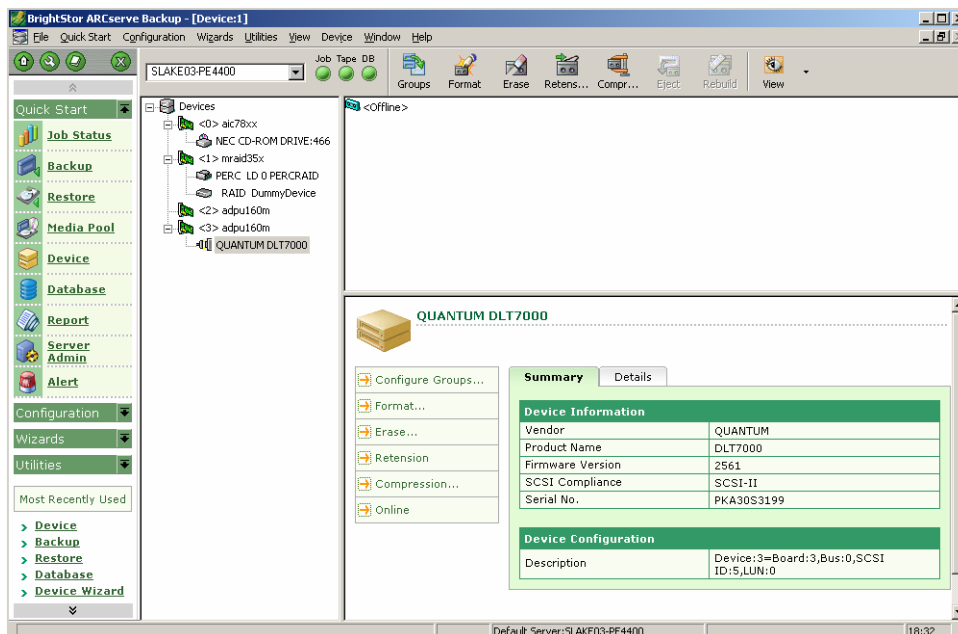 BrightStor ARCserve Backup - [Device:1]
File Quick Start Configuration Wizards Utilities View Device Window Help
SLAKE03-PE4400
Job Tape DB
Groups Format Erase Retens... Compr... Eject Rebuild View
Quick Start
Job Status
Backup
Restore
Media Pool
Device
Database
Report
Server
Admin
Alert
Configuration
Wizards
Utilities
Most Recently Used
Device
Backup
Restore
Database
Device Wizard
Devices
<0> aic78xx
NEC CD-ROM DRIVE:466
<1> mraid35x
PERC LD 0 PERCRAID
RAID DummyDevice
<2> adpu160m
<3> adpu160m
QUANTUM DLT7000
<Offline>
QUANTUM DLT7000
Configure Groups...
Format...
Erase...
Retension
Compression...
Online
Summary Details
Device Information
Vendor QUANTUM
Product Name DLT7000
Firmware Version 2561
SCSI Compliance SCSI-II
Serial No. PKA30S3199
Device Configuration
Description Device:3=Board:3,Bus:0,SCSI
ID:5,LUN:0
Default Server:SLAKE03-PE4400 18:32